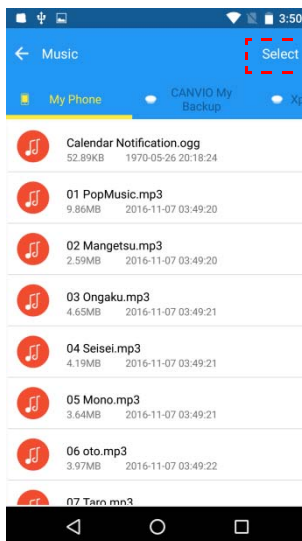 3:50
Music
Select
My Phone
CANVIO My
Backup
Xp
Calendar Notification.ogg
52.89KB 1970-05-26 20:18:24
01 PopMusic.mp3
9.86MB 2016-11-07 03:49:20
02 Mangetsu.mp3
2.59MB 2016-11-07 03:49:20
03 Ongaku.mp3
4.65MB 2016-11-07 03:49:21
04 Seisei.mp3
4.19MB 2016-11-07 03:49:21
05 Mono.mp3
3.64MB 2016-11-07 03:49:21
06 oto.mp3
3.97MB 2016-11-07 03:49:22
07 Taro.mp3